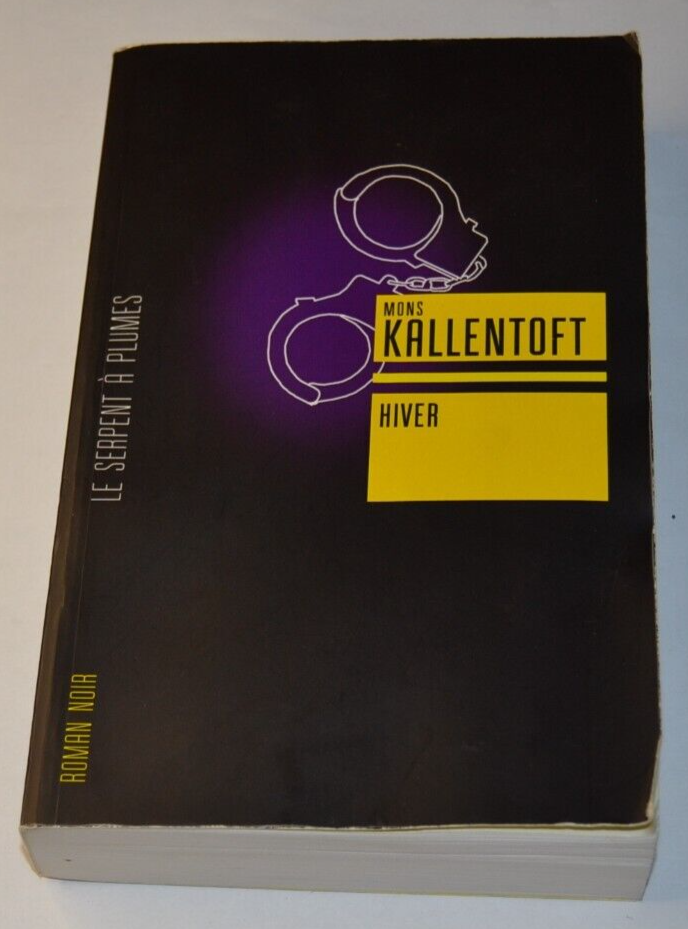 MONS
KALLENTOFT
HIVER
LE SERPENT À PLUMES
ROMAN NOIR